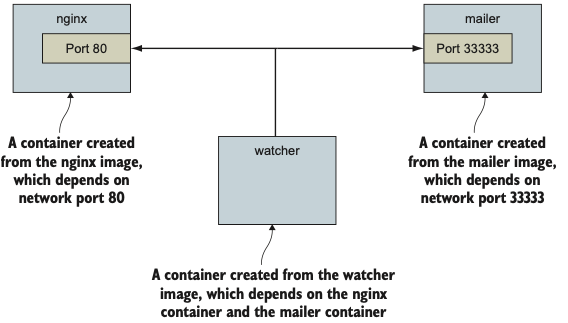 nginx
Port 80
mailer
Port 33333
A container created
from the nginx image,
which depends on
network port 80
watcher
A container created
from the mailer image,
which depends on
network port 33333
A container created from the watcher
image, which depends on the nginx
container and the mailer container